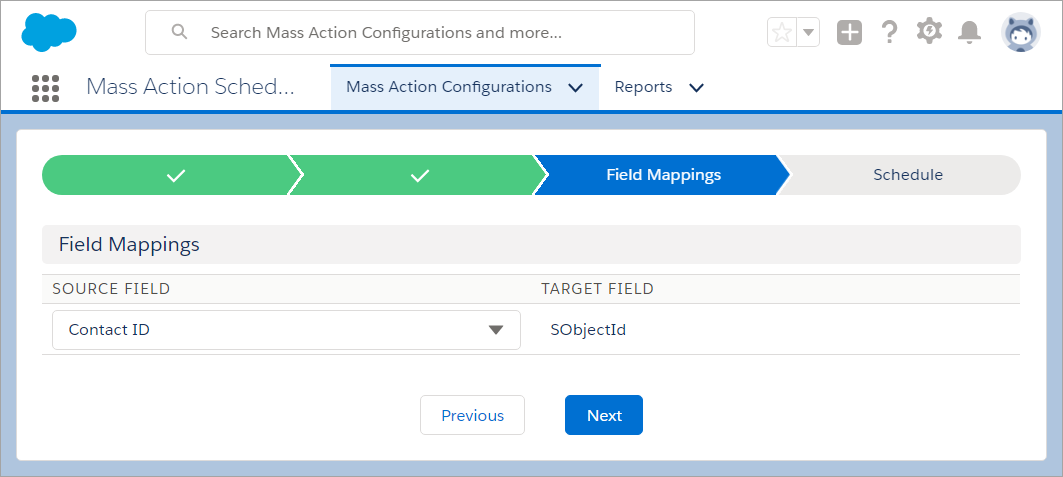 Search Mass Action Configurations and more...
Mass Action Sched...
Mass Action Configurations
Reports
Field Mappings
Schedule
Field Mappings
SOURCE FIELD
TARGET FIELD
Contact ID
SObjectId
Previous
Next